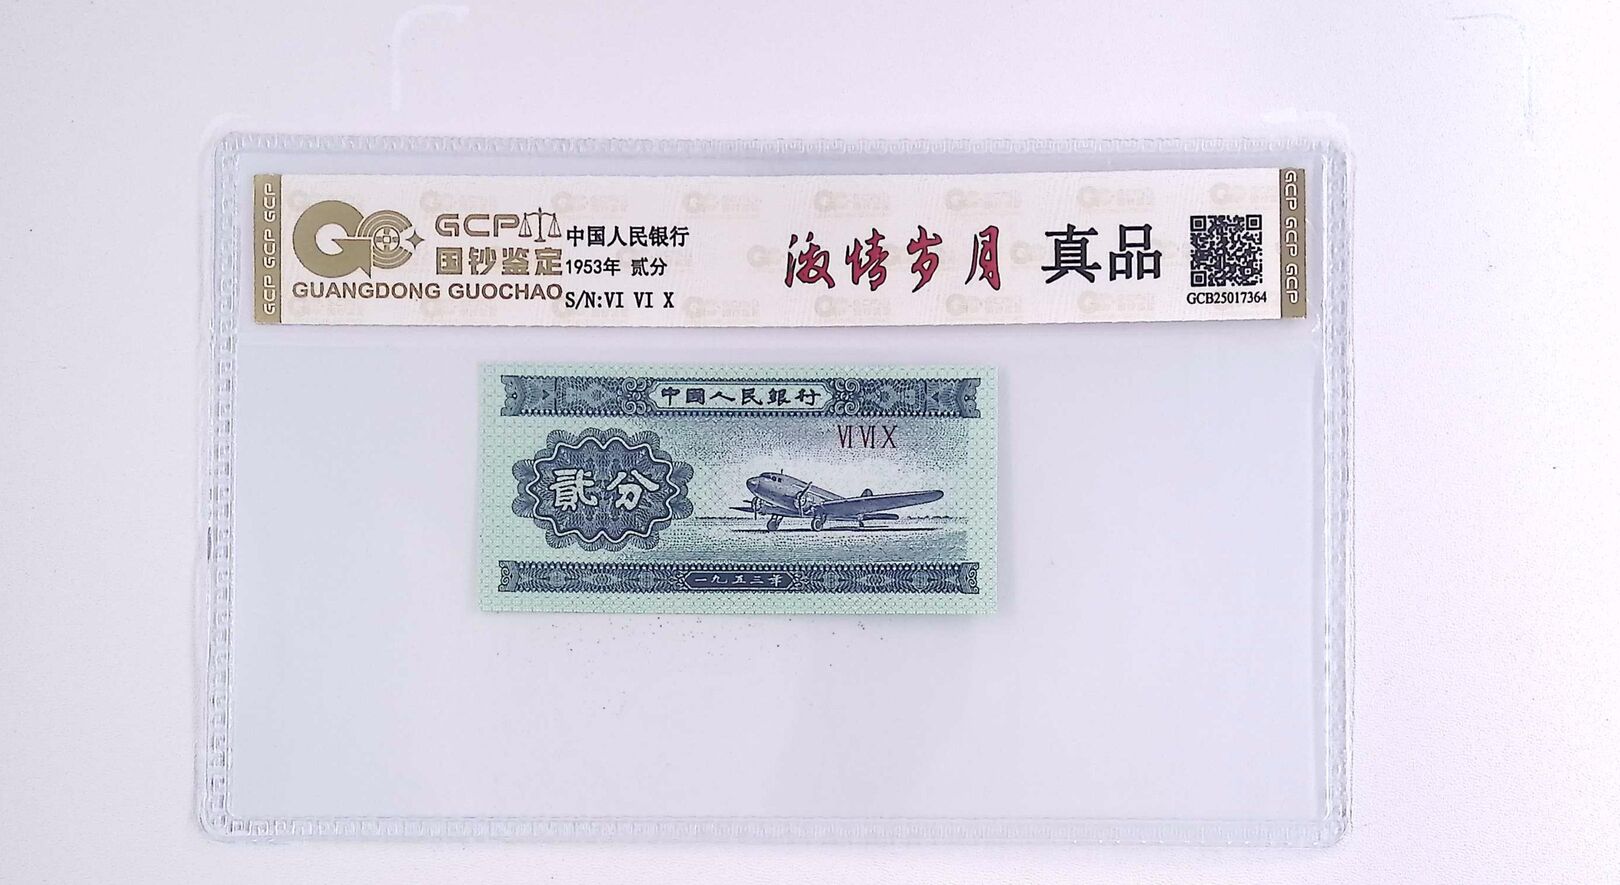 GCP
国钞鉴定
GUANGDONG GUOCHAO
中国人民银行
1953年 贰分
S/N:VI VI X
激情岁月
真品
GCB25017364
GCP GCP GCP
GCP GCP GCP
中國人民銀行
VI VI X
貳分
一九五三年